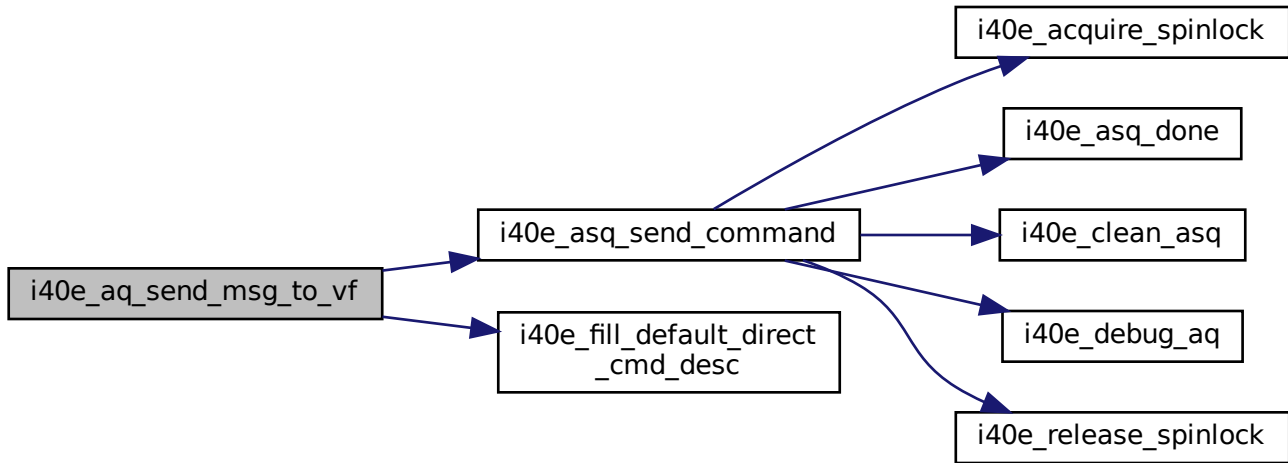 i40e_acquire_spinlock
i40e_asq_done
i40e_asq_send_command
i40e_clean_asq
i40e_aq_send_msg_to_vf
i40e_fill_default_direct
_cmd_desc
i40e_debug_aq
i40e_release_spinlock